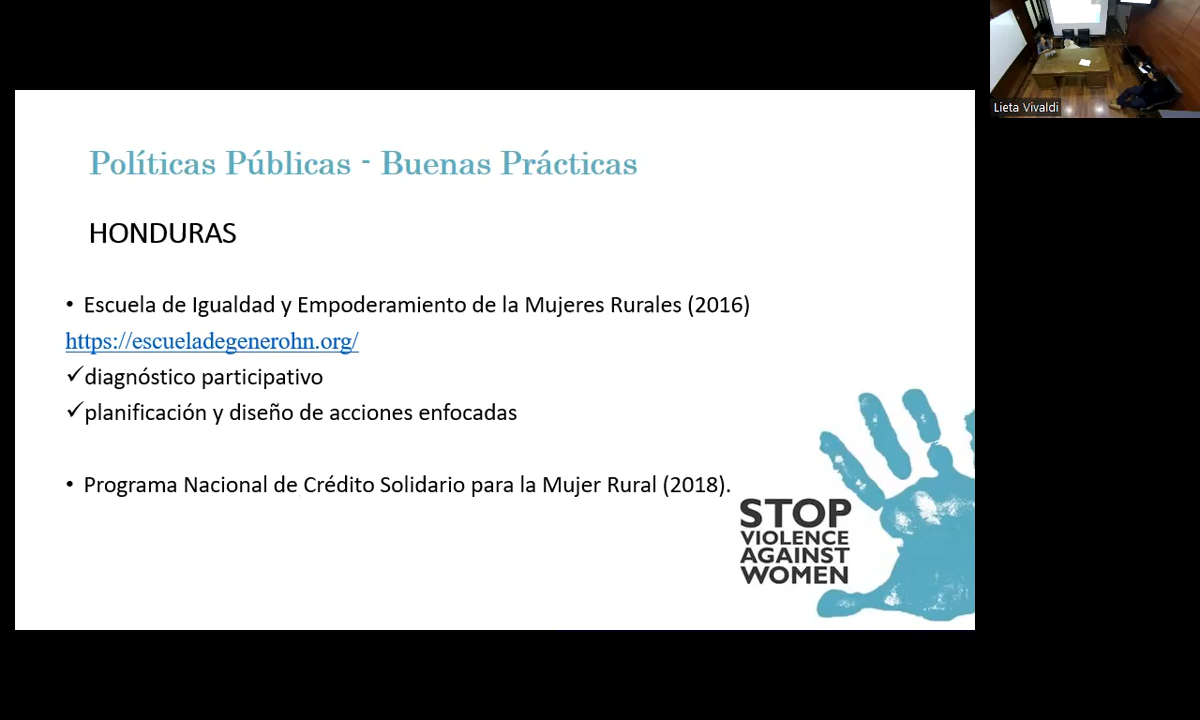 Políticas Públicas - Buenas Prácticas
HONDURAS
• Escuela de Igualdad y Empoderamiento de la Mujeres Rurales (2016)
https://escueladegenerohn.org/
✓diagnóstico participativo
✓planificación y diseño de acciones enfocadas
• Programa Nacional de Crédito Solidario para la Mujer Rural (2018).
STOP
VIOLENCE
AGAINST
WOMEN
Lieta Vivaldi